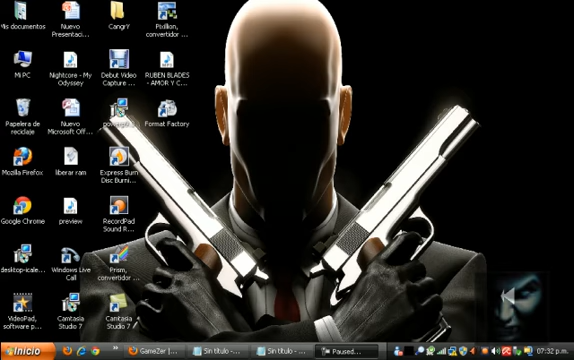 Mis documentos
Nuevo
Presentaci...
CangrY
Pixillion,
convertidor ...
Mi PC
Nightcore - My
Odyssey
Debut Video
Capture ...
RUBEN BLADES
- AMOR Y C...
Papelera de
reciclaje
Nuevo
Microsoft Off...
Format Factory
Mozilla Firefox
liberar ram
Express Burn
Disc Burni...
Google Chrome
preview
RecordPad
Sound R...
Windows Live
Call
Prism,
convertidor ...
VideoPad,
software p...
Camtasia
Studio 7
Camtasia
Studio 7
Inicio
GameZer |...
Sin título -...
Sin título -...
Paused...
07:32 p.m.